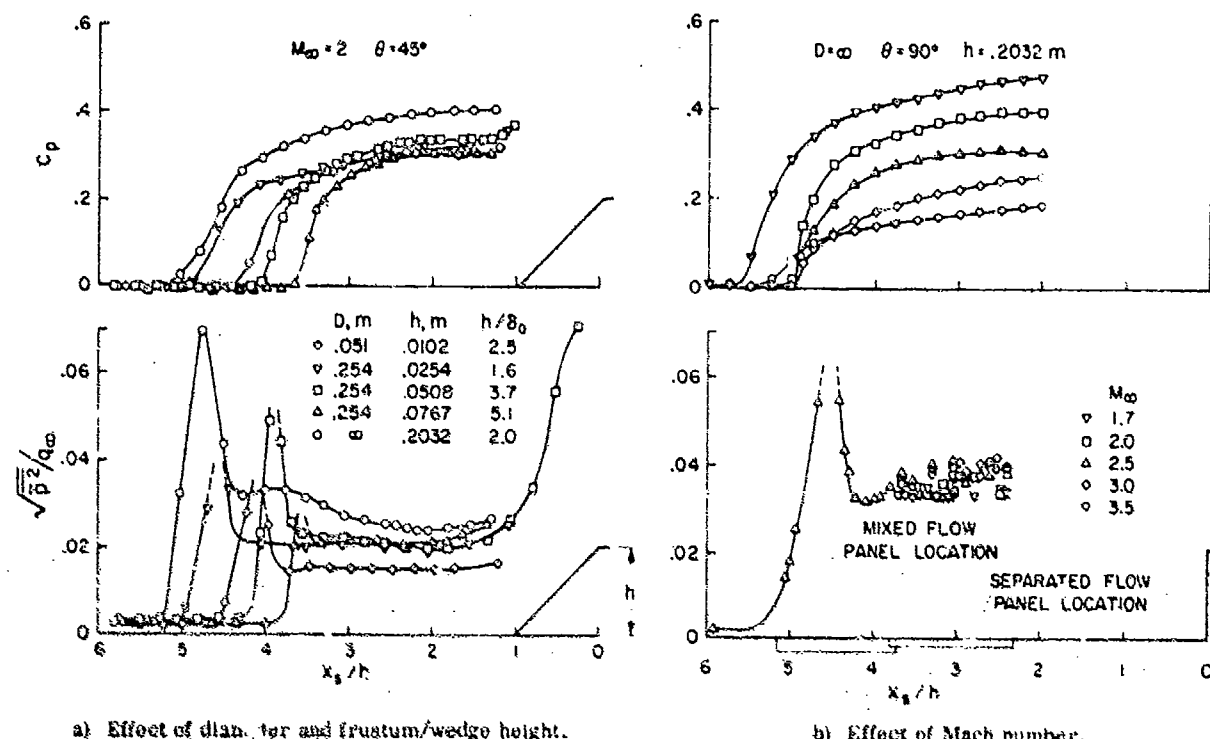 .6
M∞ = 2 θ = 45°
.4
Cp
.2
0
D, m h, m h/δ0
.051 .0102 2.5
.254 .0254 1.6
.254 .0508 3.7
.254 .0767 5.1
∞ .2032 2.0
.06
.04
√p̅²/q∞
.02
0
h
6 5 4 3 2 1 0
Xs/h
a) Effect of diam ter and frustum/wedge height.
.6
D=∞ θ = 90° h = .2032 m
.4
.2
0
.06
M∞
1.7
2.0
2.5
3.0
3.5
.04
MIXED FLOW
PANEL LOCATION
.02
SEPARATED FLOW
PANEL LOCATION
0
6 5 4 3 2 1 0
Xs/h
b) Effect of Mach number.